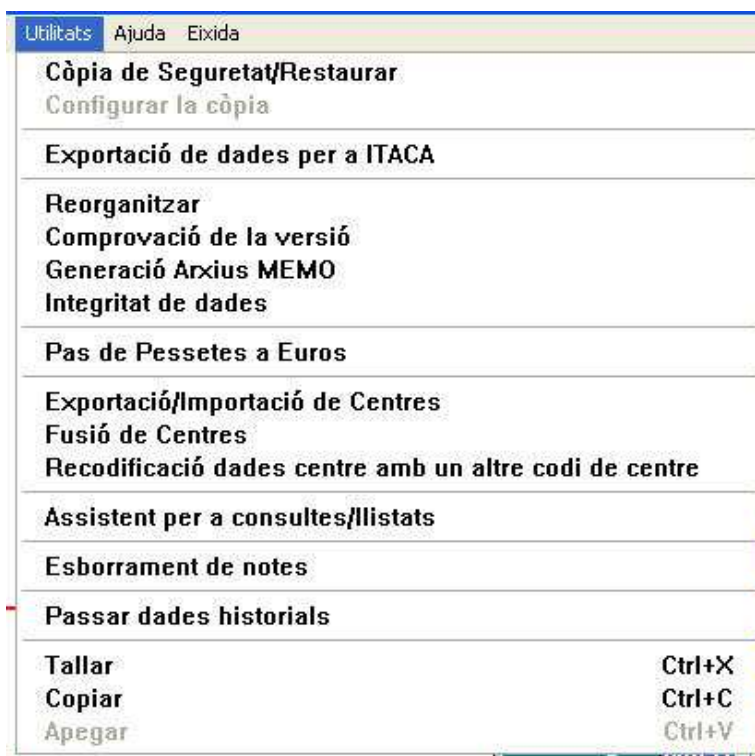 Utilitats Ajuda Eixida
Còpia de Seguretat/Restaurar
Configurar la còpia
Exportació de dades per a ITACA
Reorganitzar
Comprovació de la versió
Generació Arxius MEMO
Integritat de dades
Pas de Pessetes a Euros
Exportació/Importació de Centres
Fusió de Centres
Recodificació dades centre amb un altre codi de centre
Assistent per a consultes/llistats
Esborrament de notes
Passar dades historials
Tallar Ctrl+X
Copiar Ctrl+C
Apegar Ctrl+V